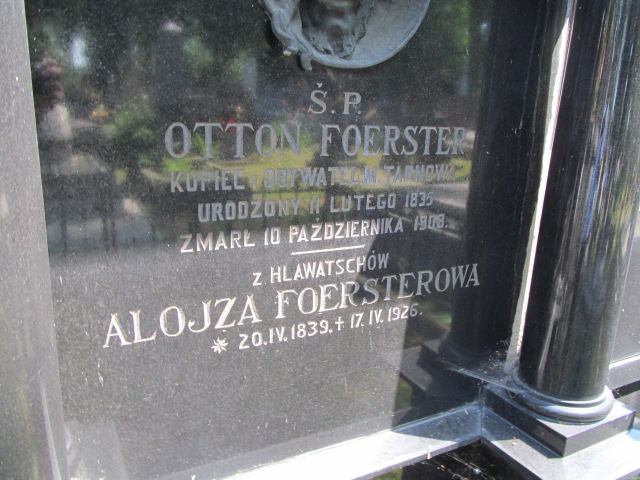 Ś. P.
OTTON FOERSTER
KUPIEC I OBYWATEL M. TARNOWA
URODZONY 11 LUTEGO 1835
ZMARŁ 10 PAŹDZIERNIKA 1908.
Z HLAWATSCHÓW
ALOJZA FOERSTEROWA
* 20.IV.1839. + 17.IV.1926.